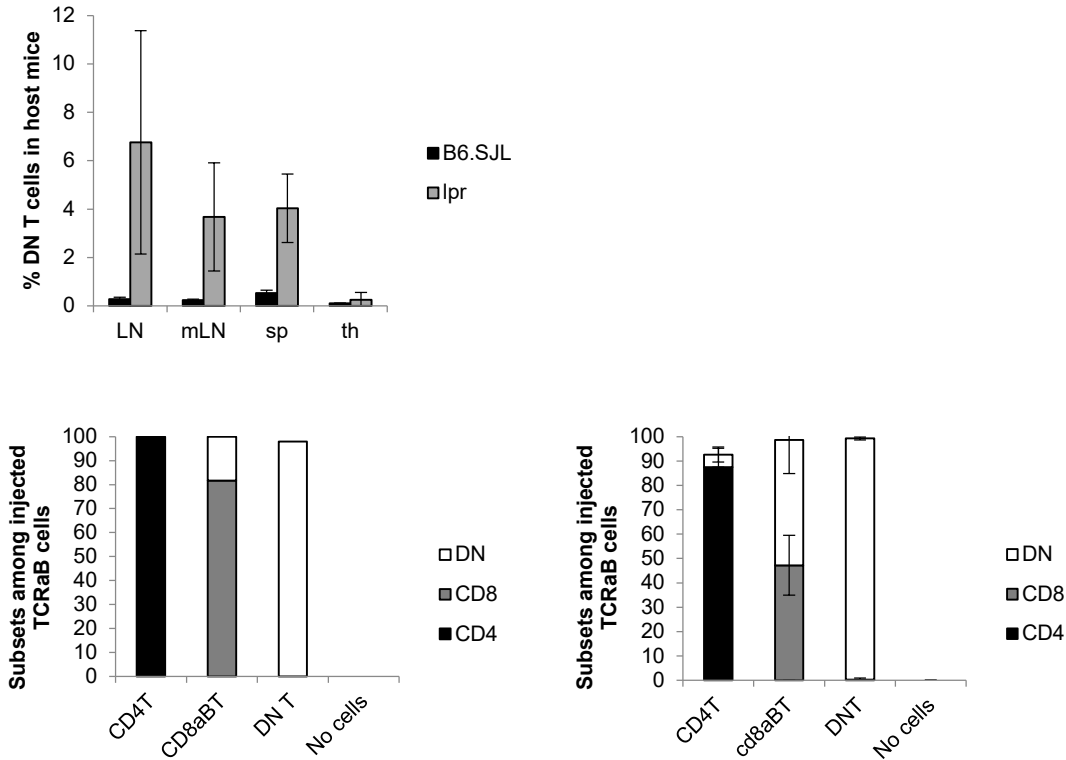 % DN T cells in host mice
12
10
8
6
4
2
0
LN mLN sp th
B6.SJL
lpr
Subsets among injected
TCRaB cells
100
90
80
70
60
50
40
30
20
10
0
CD4T CD8aBT DN T No cells
DN
CD8
CD4
Subsets among injected
TCRaB cells
100
90
80
70
60
50
40
30
20
10
0
CD4T cd8aBT DNT No cells
DN
CD8
CD4